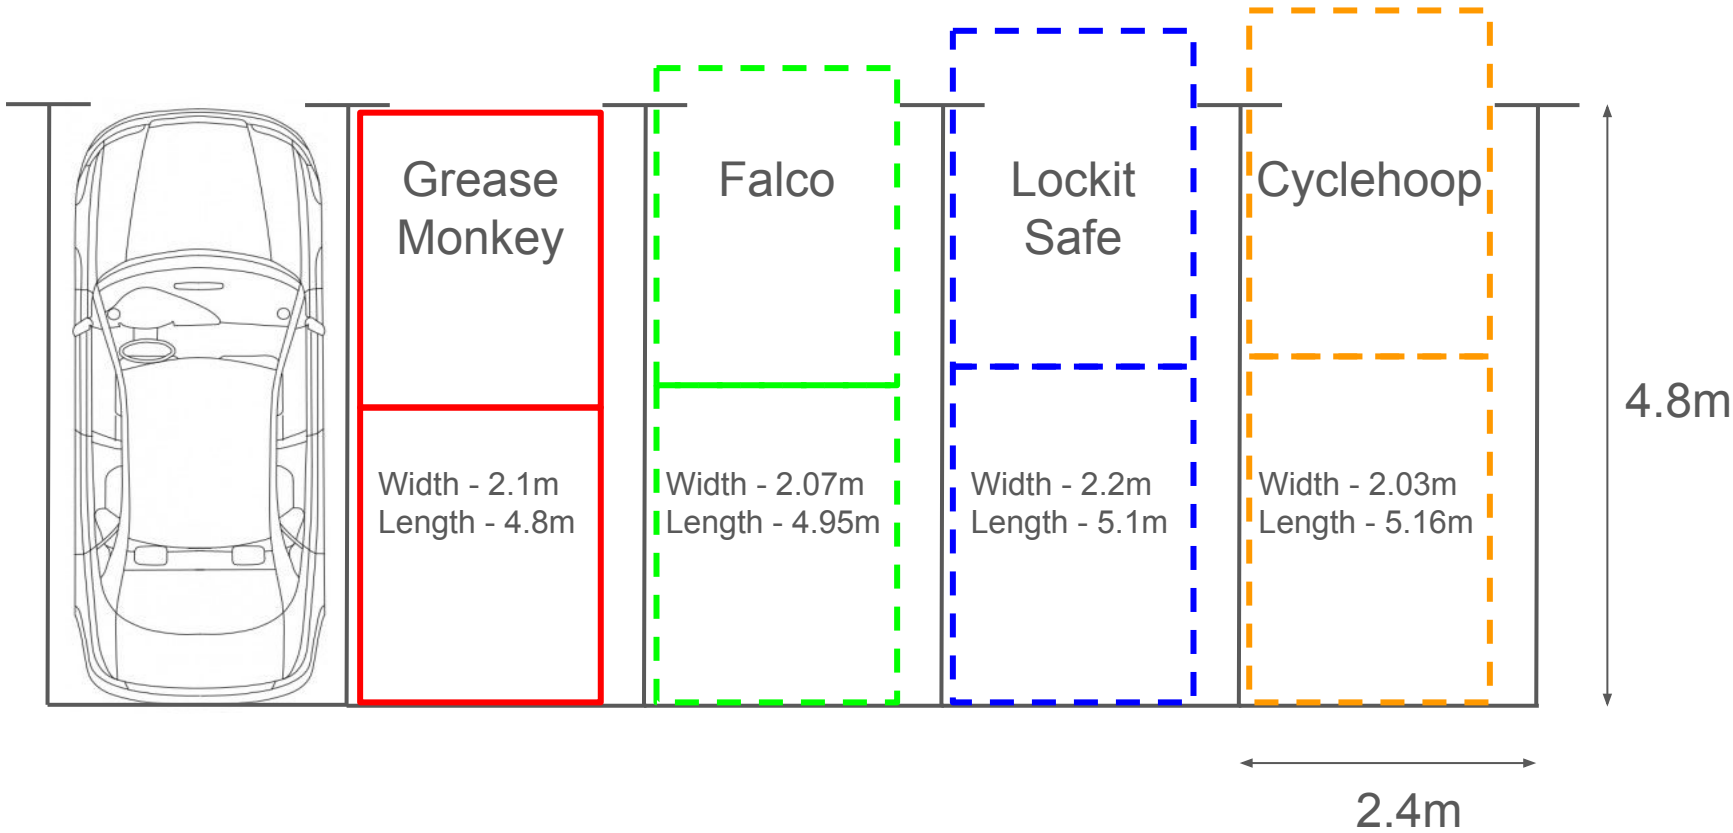 Grease
Monkey
Falco
Lockit
Safe
Cyclehoop
Width - 2.1m
Length - 4.8m
Width - 2.07m
Length - 4.95m
Width - 2.2m
Length - 5.1m
Width - 2.03m
Length - 5.16m
4.8m
2.4m